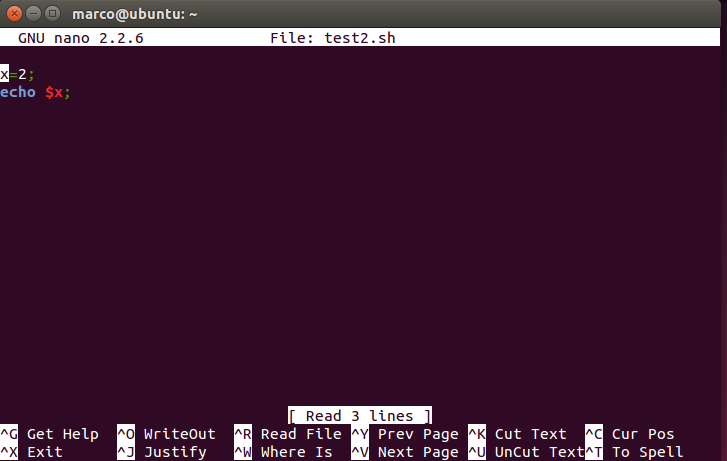 marco@ubuntu: ~
GNU nano 2.2.6 File: test2.sh
x=2;
echo $x;
[ Read 3 lines ]
^G Get Help ^O WriteOut ^R Read File ^Y Prev Page ^K Cut Text ^C Cur Pos
^X Exit ^J Justify ^W Where Is ^V Next Page ^U UnCut Text ^T To Spell